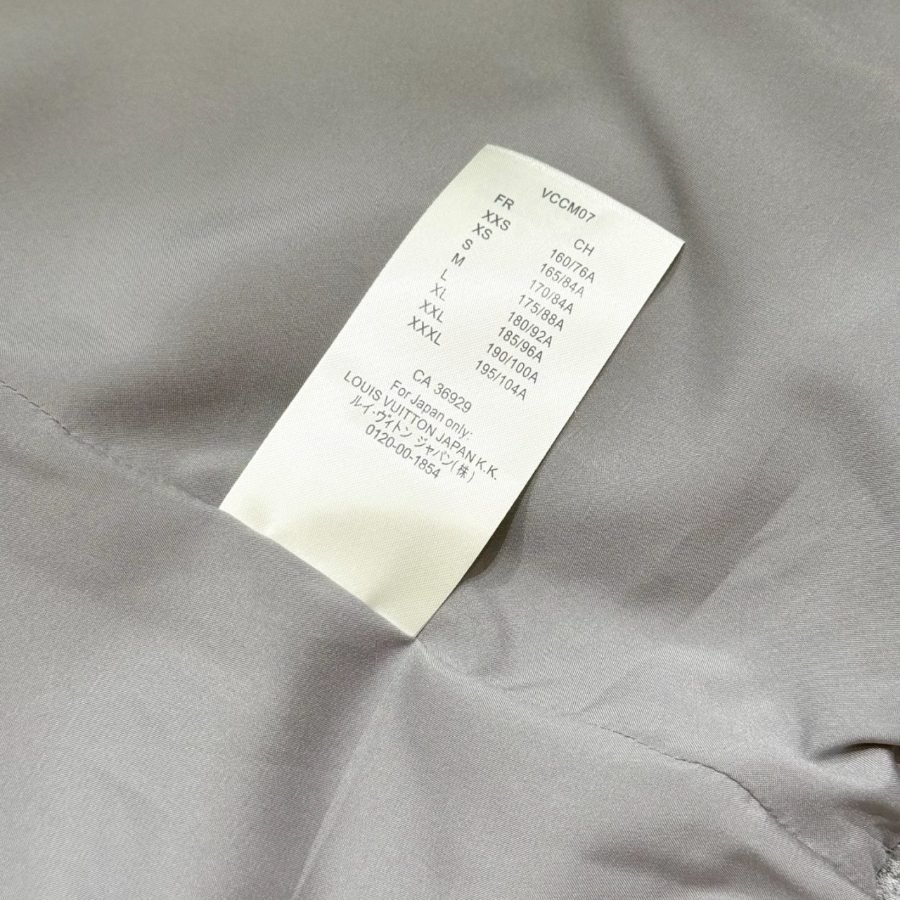 VCCM07
FR CH
XXS 160/76A
XS 165/84A
S 170/84A
M 175/88A
L 180/92A
XL 185/96A
XXL 190/100A
XXXL 195/104A
CA 36929
For Japan only:
LOUIS VUITTON JAPAN K.K.
ルイ・ヴィトン ジャパン(株)
0120-00-1854